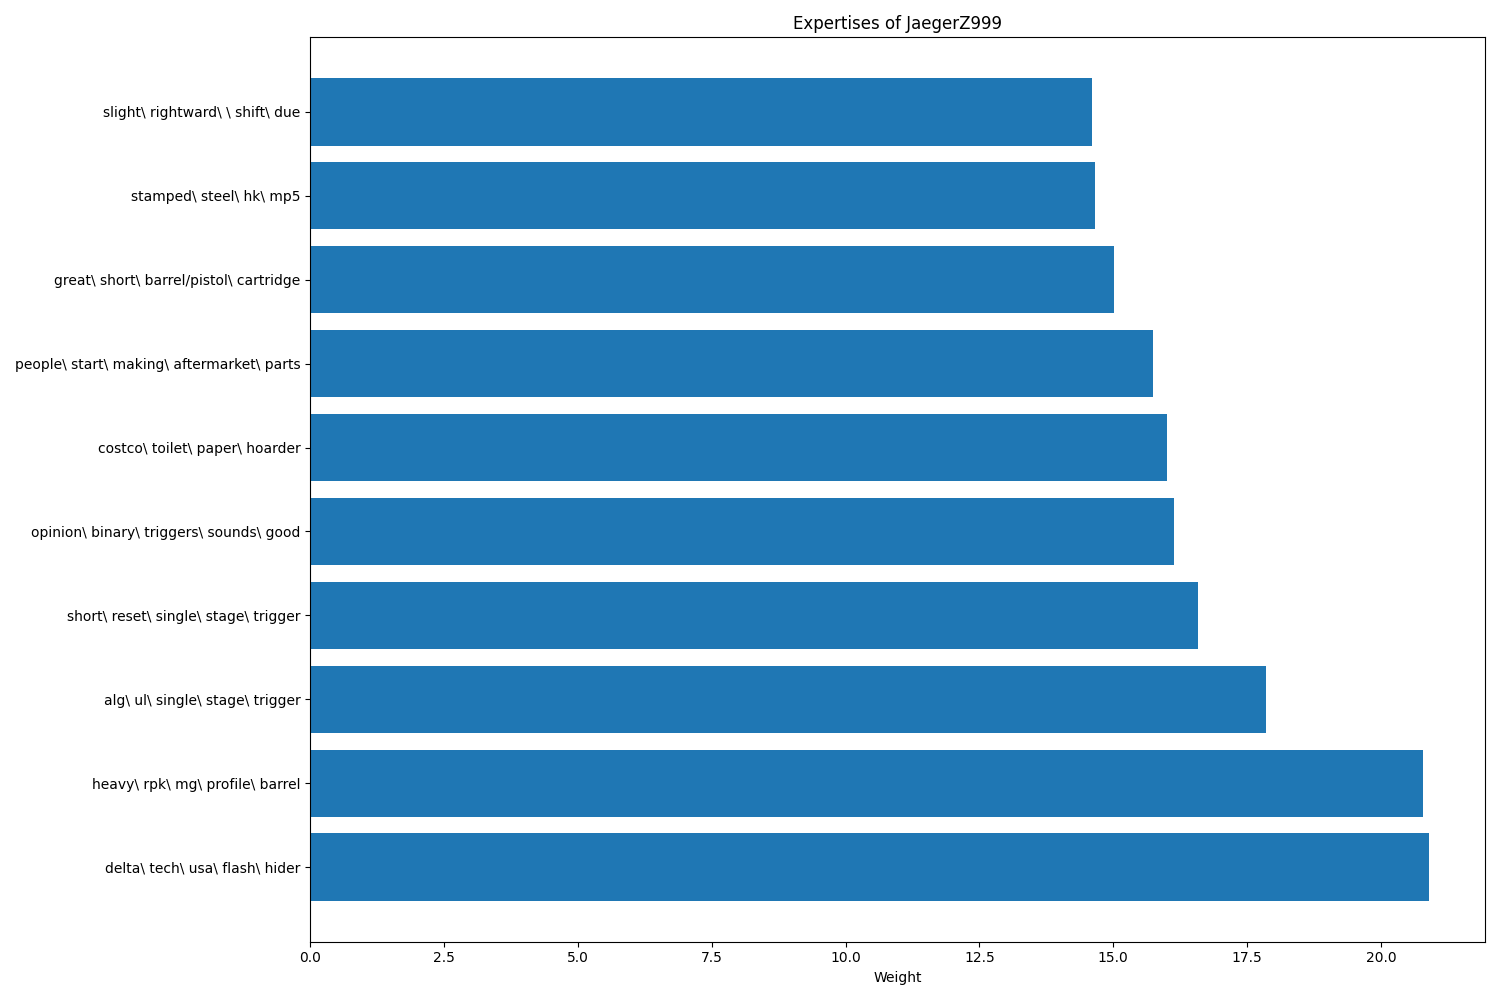 Expertises of JaegerZ999
slight\ rightward\ \ shift\ due
stamped\ steel\ hk\ mp5
great\ short\ barrel/pistol\ cartridge
people\ start\ making\ aftermarket\ parts
costco\ toilet\ paper\ hoarder
opinion\ binary\ triggers\ sounds\ good
short\ reset\ single\ stage\ trigger
alg\ ul\ single\ stage\ trigger
heavy\ rpk\ mg\ profile\ barrel
delta\ tech\ usa\ flash\ hider
0.0 2.5 5.0 7.5 10.0 12.5 15.0 17.5 20.0
Weight